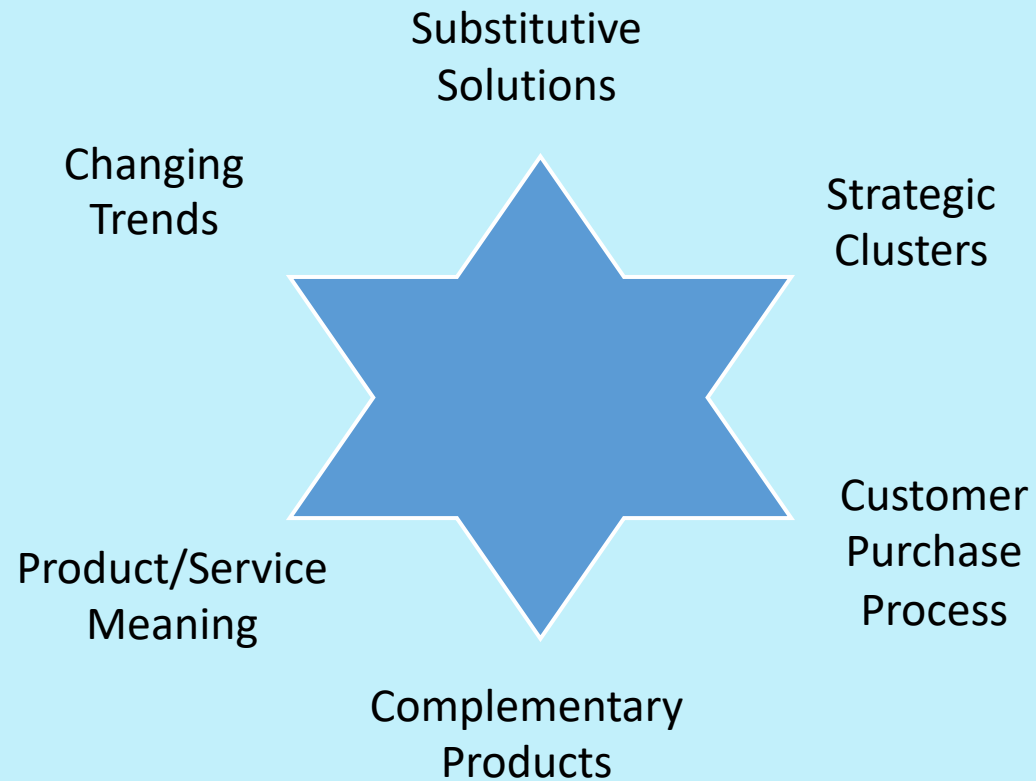 Substitutive
Solutions
Changing
Trends
Strategic
Clusters
Customer
Purchase
Process
Product/Service
Meaning
Complementary
Products